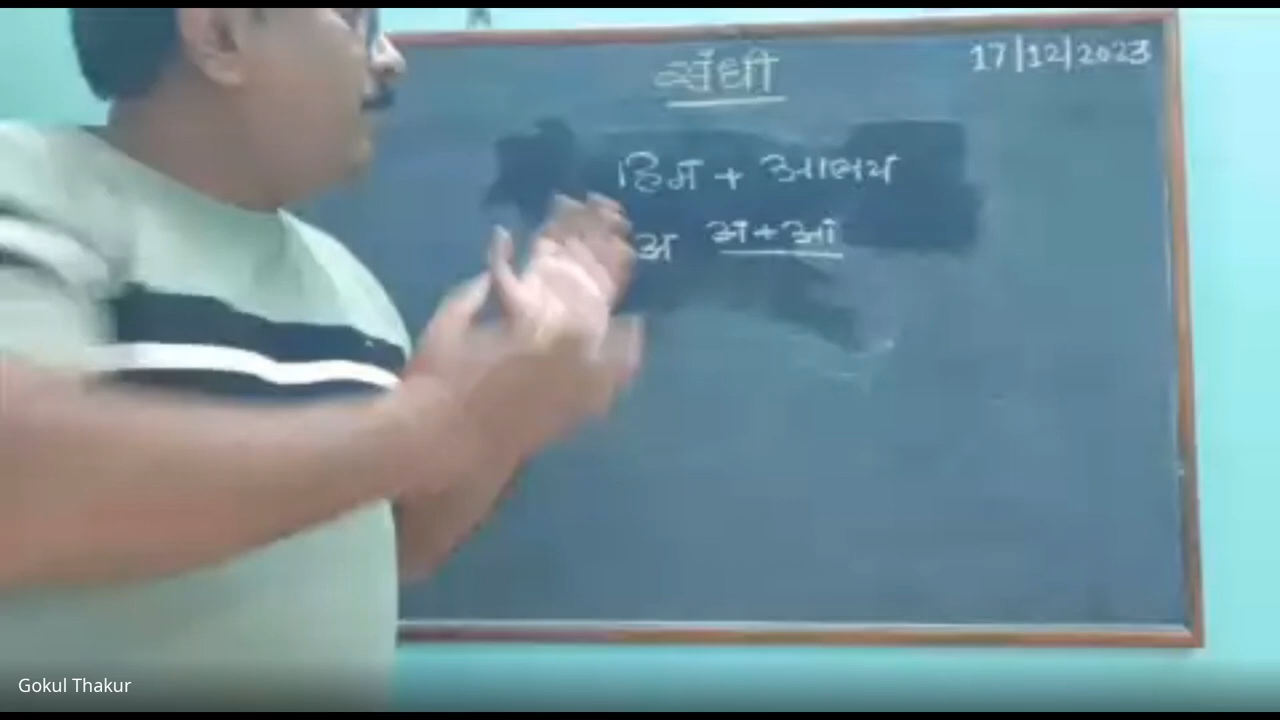 संधी
17/12/2023
हिम + आलय
अ अ + आ
Gokul Thakur